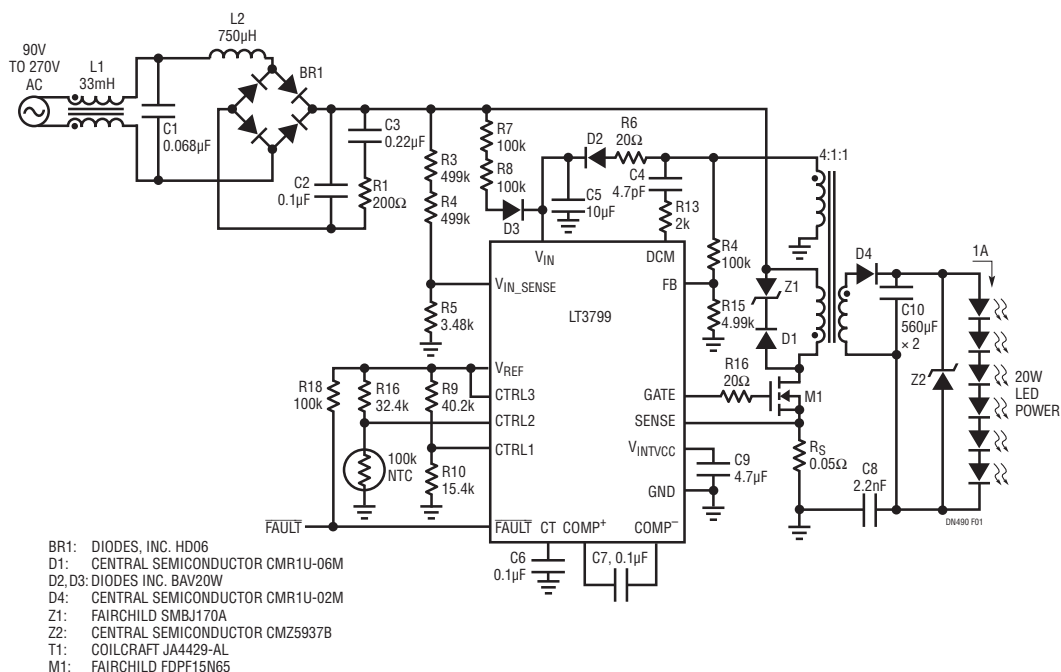 90V
TO 270V
AC
L1
33mH
L2
750µH
BR1
C1
0.068µF
C2
0.1µF
C3
0.22µF
R1
200Ω
R3
499k
R4
499k
R5
3.48k
R7
100k
R8
100k
D3
D2
R6
20Ω
C5
10µF
C4
4.7pF
R13
2k
R4
100k
R15
4.99k
4:1:1
Z1
D1
D4
1A
C10
560µF
× 2
Z2
20W
LED
POWER
VIN
DCM
VIN_SENSE
FB
LT3799
VREF
CTRL3
CTRL2
CTRL1
GATE
SENSE
VINTVCC
GND
FAULT CT COMP+ COMP–
R18
100k
R16
32.4k
R9
40.2k
100k
NTC
R10
15.4k
FAULT
R16
20Ω
M1
RS
0.05Ω
C9
4.7µF
C8
2.2nF
C6
0.1µF
C7, 0.1µF
DN490 F01
BR1: DIODES, INC. HD06
D1: CENTRAL SEMICONDUCTOR CMR1U-06M
D2,D3: DIODES INC. BAV20W
D4: CENTRAL SEMICONDUCTOR CMR1U-02M
Z1: FAIRCHILD SMBJ170A
Z2: CENTRAL SEMICONDUCTOR CMZ5937B
T1: COILCRAFT JA4429-AL
M1: FAIRCHILD FDPF15N65